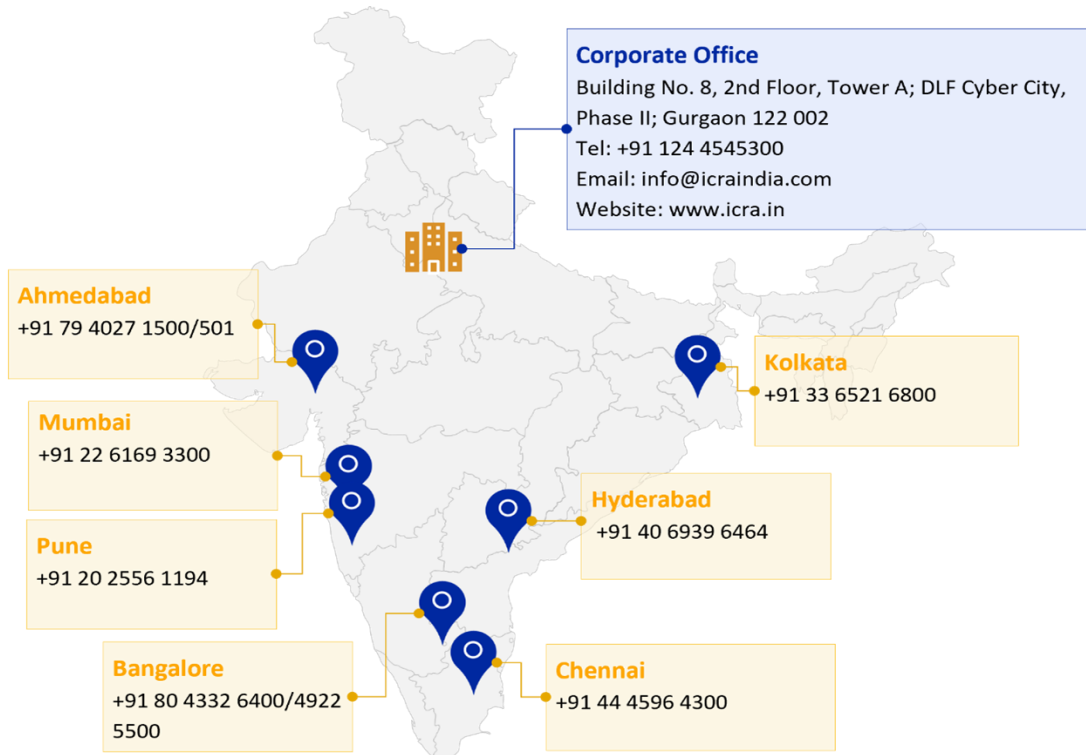 Corporate Office
Building No. 8, 2nd Floor, Tower A; DLF Cyber City,
Phase II; Gurgaon 122 002
Tel: +91 124 4545300
Email: info@icraindia.com
Website: www.icra.in
Ahmedabad
+91 79 4027 1500/501
Kolkata
+91 33 6521 6800
Mumbai
+91 22 6169 3300
Hyderabad
+91 40 6939 6464
Pune
+91 20 2556 1194
Bangalore
+91 80 4332 6400/4922
5500
Chennai
+91 44 4596 4300